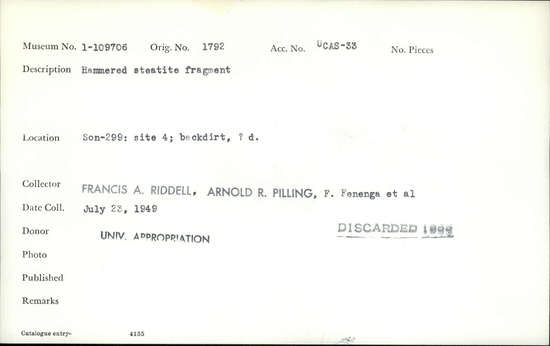 Museum No. 1-109706 Orig. No. 1792 Acc. No. UCAS-33 No. Pieces
Description Hammered steatite fragment
Location Son-299: site 4; backdirt, ? d.
Collector FRANCIS A. RIDDELL, ARNOLD R. PILLING, F. Fenenga et al
Date Coll. July 23, 1949
Donor UNIV. APPROPRIATION
DISCARDED
Photo
Published
Remarks
Catalogue entry- 4155